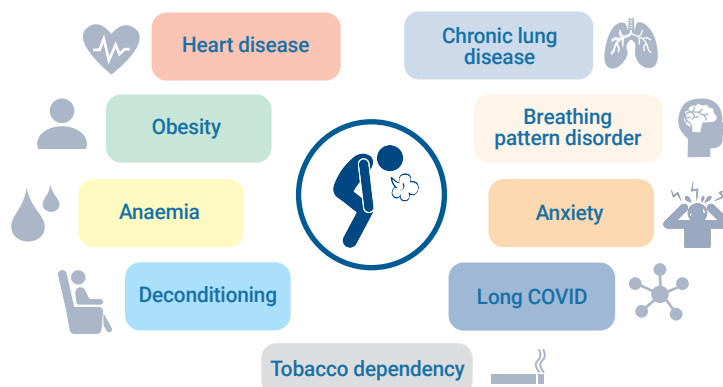 Heart disease
Chronic lung
disease
Obesity
Breathing
pattern disorder
Anaemia
Anxiety
Deconditioning
Long COVID
Tobacco dependency